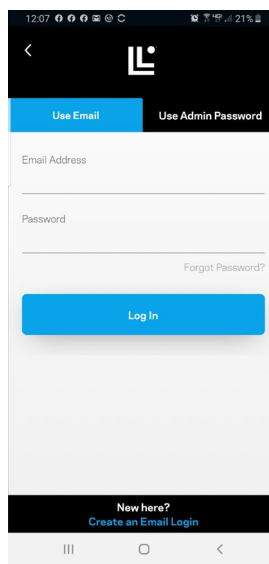 12:07
21%
Use Email
Use Admin Password
Email Address
Password
Forgot Password?
Log In
New here?
Create an Email Login